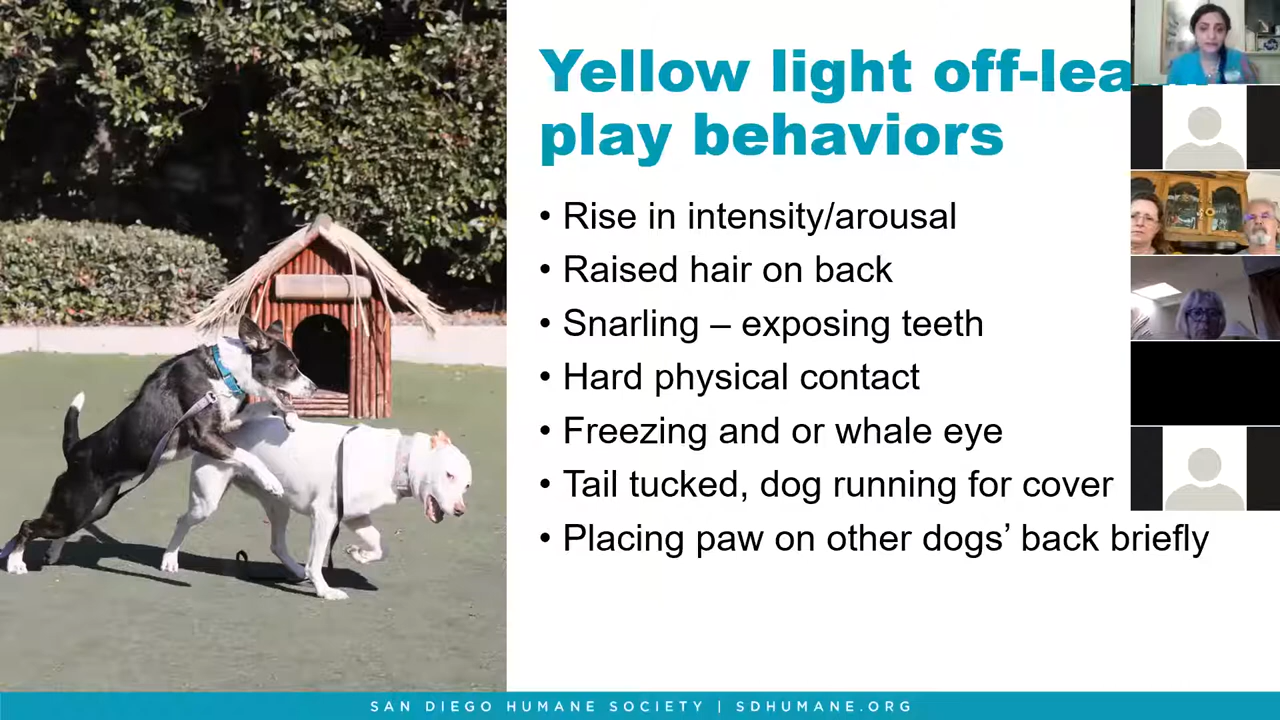 Yellow light off-lea
play behaviors
• Rise in intensity/arousal
• Raised hair on back
• Snarling – exposing teeth
• Hard physical contact
• Freezing and or whale eye
• Tail tucked, dog running for cover
• Placing paw on other dogs’ back briefly
SAN DIEGO HUMANE SOCIETY | SDHUMANE.ORG